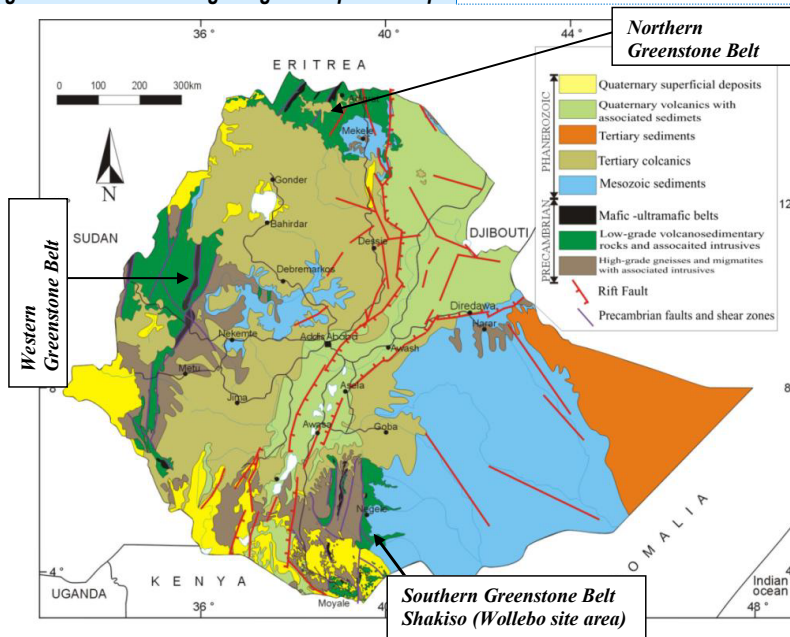 36
40
44
Northern
Greenstone Belt
ERITREA
0 100 200 300km
N
PHANEROZOIC
PRECAMBRIAN
Quaternary superficial deposits
Quaternary volcanics with
associated sedimets
Tertiary sediments
Tertiary colcanics
Mesozoic sediments
Mafic -ultramafic belts
Low-grade volcanosedimentary
rocks and assocaited intrusives
High-grade gneisses and migmatites
with associated intrusives
Rift Fault
Precambrian faults and shear zones
Mekele
Gonder
12
SUDAN
Bahirdar
DJIBOUTI
Dessie
Western
Greenstone Belt
Debremarkos
Diredawa
Harar
Nekemte
Addis Ababa
Awash
Metu
Jima
Asela
8
8
Awasa
Goba
Negele
OMALIA
4
4
UGANDA
KENYA
Moyale
Southern Greenstone Belt
Shakiso (Wollebo site area)
Indian
ocean
36
40
48